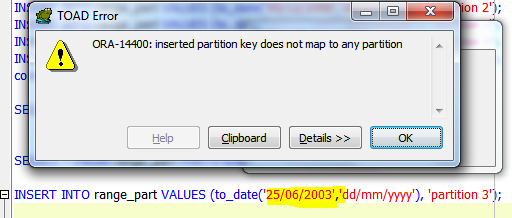 TOAD Error
ORA-14400: inserted partition key does not map to any partition
Help
Clipboard
Details >>
OK
INSERT INTO range_part VALUES (to_date('25/06/2003','dd/mm/yyyy'), 'partition 3');